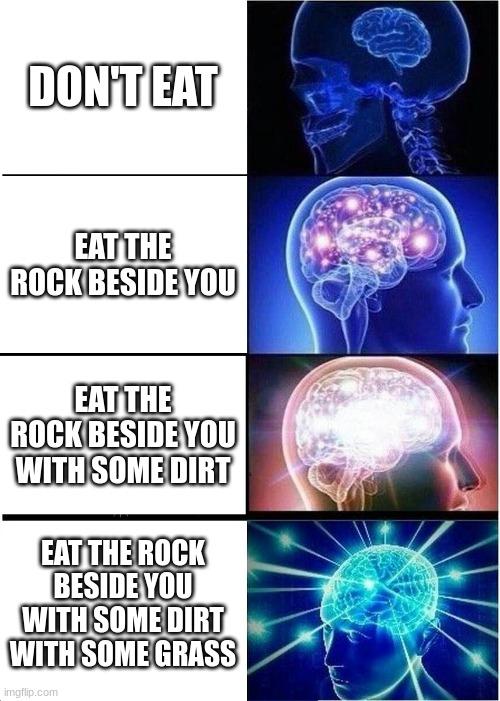 DON'T EAT
EAT THE
ROCK BESIDE YOU
EAT THE
ROCK BESIDE YOU
WITH SOME DIRT
EAT THE ROCK
BESIDE YOU
WITH SOME DIRT
WITH SOME GRASS
imgflip.com